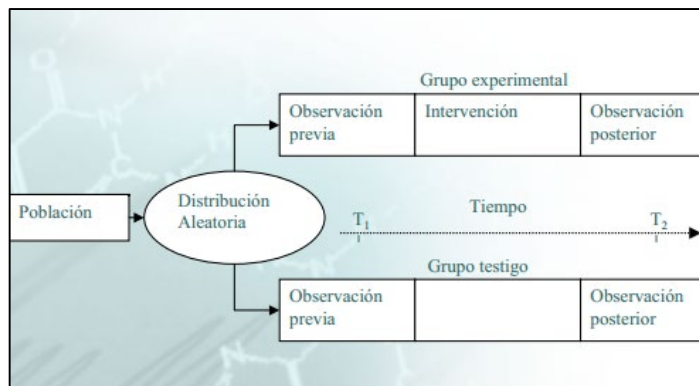 Grupo experimental
Observación
previa
Intervención
Observación
posterior
Población
Distribución
Aleatoria
T1
Tiempo
T2
Grupo testigo
Observación
previa
Observación
posterior